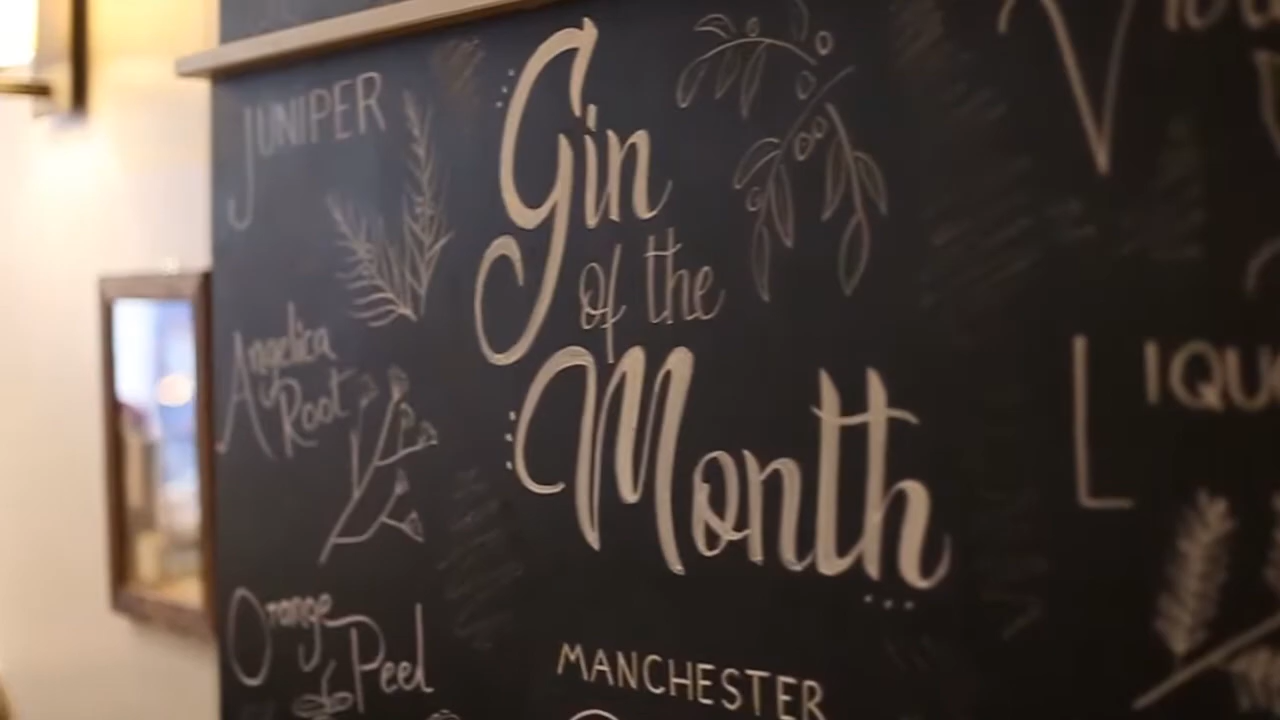 JUNIPER
Gin
of the
Month
Angelica
Root
Orange
Peel
MANCHESTER